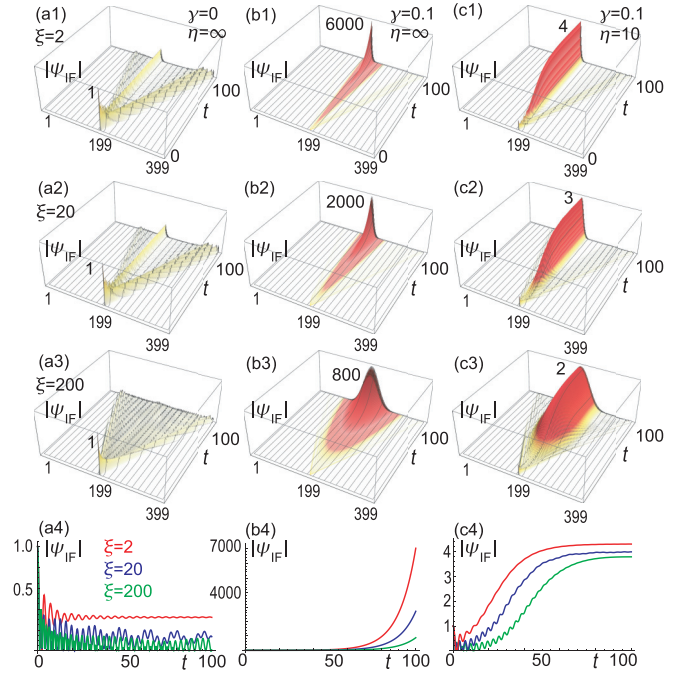 (a1) γ=0 (b1) γ=0.1 (c1) γ=0.1
ξ=2 η=∞ 6000 η=∞ 4 η=10
|ψIF| 1 100 |ψIF| 100 |ψIF| 100
1 t 1 t 1 t
199 0 199 0 199 0
399 399 399
(a2) (b2) (c2)
ξ=20 2000 3
|ψIF| 1 100 |ψIF| 100 |ψIF| 100
1 t 1 t 1 t
199 199 199
399 399 399
(a3) (b3) (c3)
ξ=200 800 2
|ψIF| 1 100 |ψIF| 100 |ψIF| 100
1 t 1 t 1 t
199 199 199
399 399 399
(a4) |ψIF| (b4) |ψIF| (c4) |ψIF|
1.0 ξ=2 7000 4
0.5 ξ=20 4000 3
ξ=200 2
1
0 50 t 100 0 50 t 100 0 50 t 100